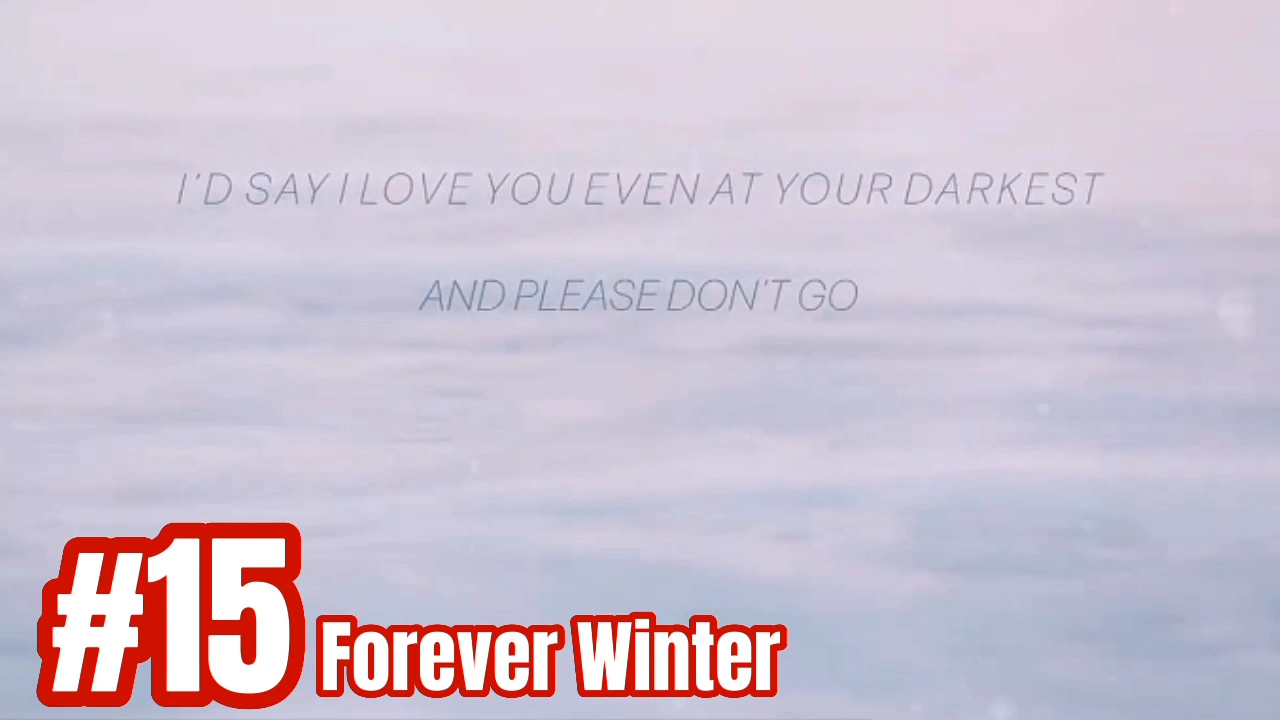 I'D SAY I LOVE YOU EVEN AT YOUR DARKEST
AND PLEASE DON'T GO
#15 Forever Winter